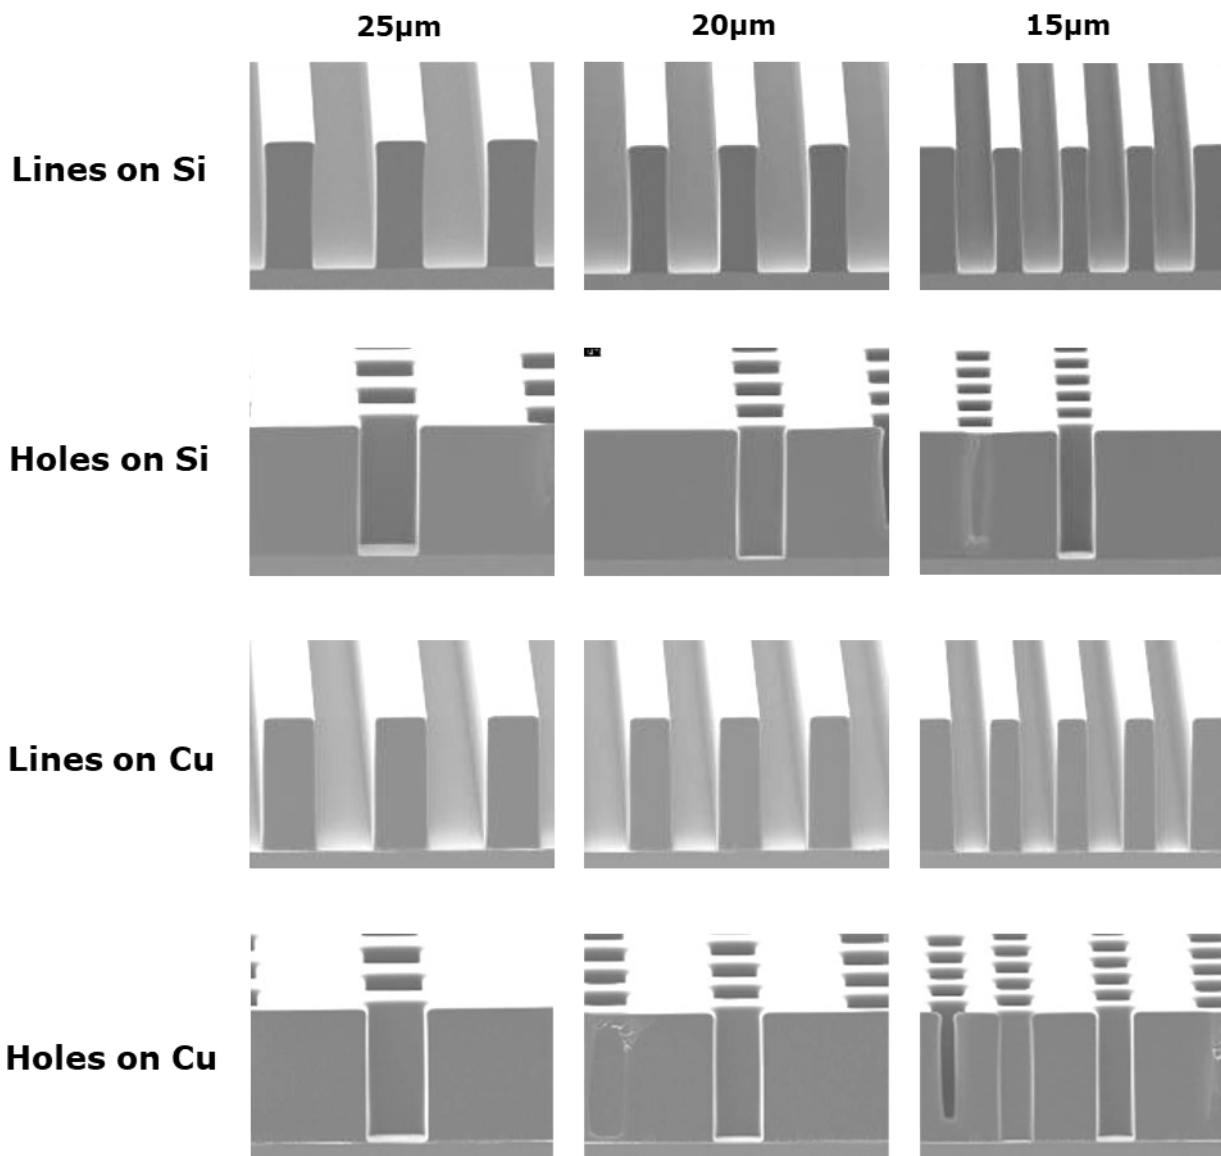 25µm 20µm 15µm
Lines on Si
Holes on Si
Lines on Cu
Holes on Cu